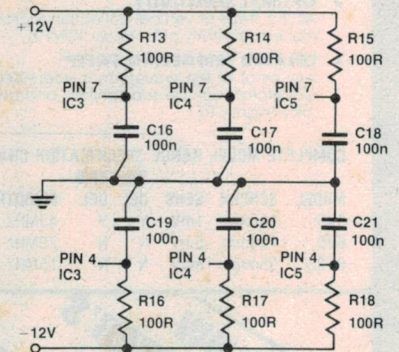 +12V
R13
100R
R14
100R
R15
100R
PIN 7
IC3
PIN 7
IC4
PIN 7
IC5
C16
100n
C17
100n
C18
100n
C19
100n
C20
100n
C21
100n
PIN 4
IC3
PIN 4
IC4
PIN 4
IC5
R16
100R
R17
100R
R18
100R
−12V